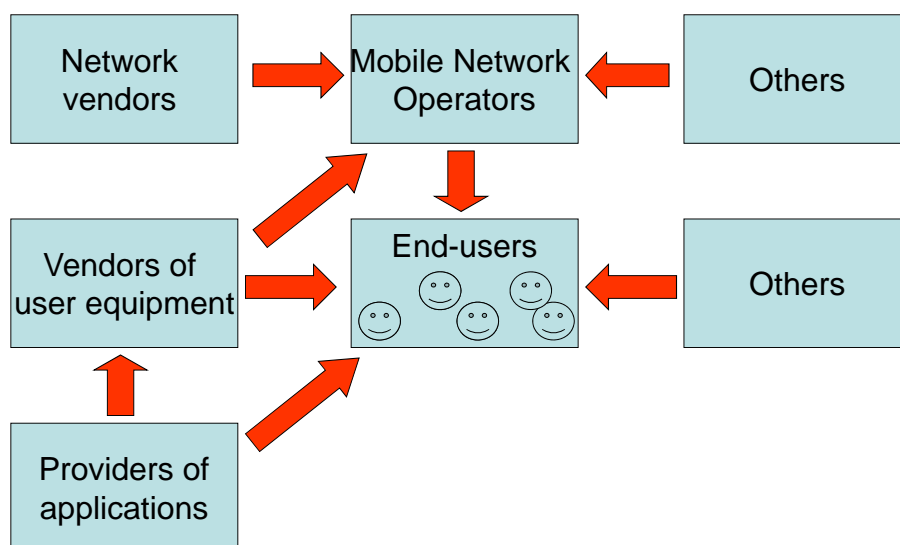 Network
vendors
Mobile Network
Operators
Others
Vendors of
user equipment
End-users
Others
Providers of
applications